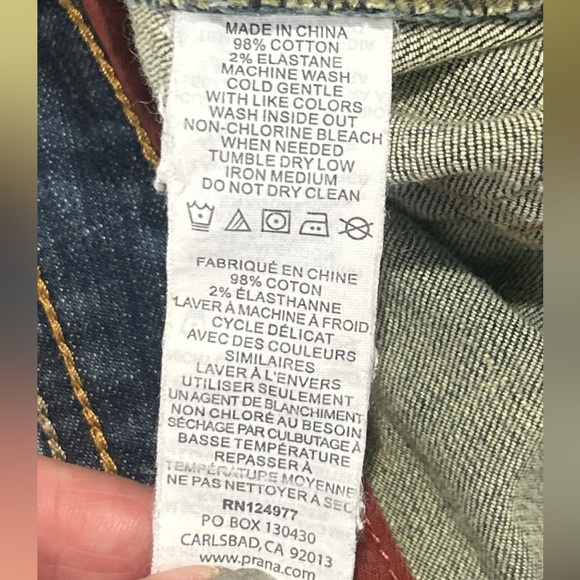 MADE IN CHINA
98% COTTON
2% ELASTANE
MACHINE WASH
COLD GENTLE
WITH LIKE COLORS
WASH INSIDE OUT
NON-CHLORINE BLEACH
WHEN NEEDED
TUMBLE DRY LOW
IRON MEDIUM
DO NOT DRY CLEAN
FABRIQUÉ EN CHINE
98% COTON
2% ÉLASTHANNE
LAVER À MACHINE À FROID
CYCLE DÉLICAT
AVEC DES COULEURS
SIMILAIRES
LAVER À L'ENVERS
UTILISER SEULEMENT
UN AGENT DE BLANCHIMENT
NON CHLORÉ AU BESOIN
SÉCHAGE PAR CULBUTAGE À
BASSE TEMPÉRATURE
REPASSER À
TEMPÉRATURE MOYENNE
NE PAS NETTOYER À SEC
RN124977
PO BOX 130430
CARLSBAD, CA 92013
www.prana.com